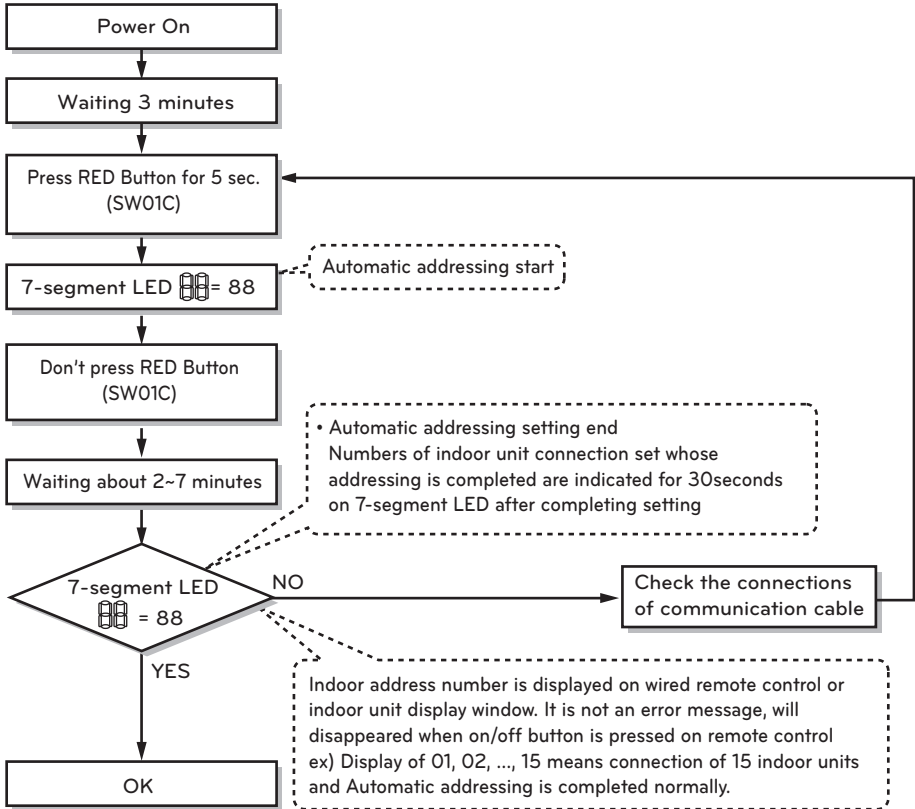 Power On
Waiting 3 minutes
Press RED Button for 5 sec.
(SW01C)
7-segment LED 88= 88
Automatic addressing start
Don't press RED Button
(SW01C)
• Automatic addressing setting end
Numbers of indoor unit connection set whose
addressing is completed are indicated for 30seconds
on 7-segment LED after completing setting
Waiting about 2~7 minutes
7-segment LED
88 = 88
NO
Check the connections
of communication cable
YES
Indoor address number is displayed on wired remote control or
indoor unit display window. It is not an error message, will
disappeared when on/off button is pressed on remote control
ex) Display of 01, 02, ..., 15 means connection of 15 indoor units
and Automatic addressing is completed normally.
OK